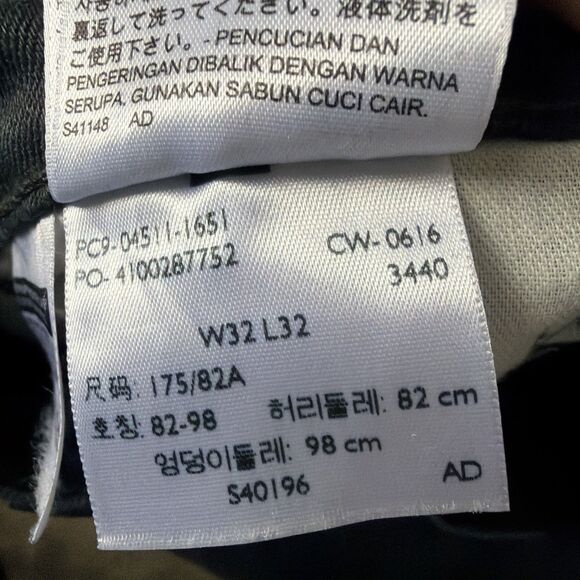 裏返して洗ってください。液体洗剤を
ご使用下さい。- PENCUCIAN DAN
PENGERINGAN DIBALIK DENGAN WARNA
SERUPA. GUNAKAN SABUN CUCI CAIR.
S41148 AD
PC9-04511-1651
PO-4100287752
CW-0616
3440
W32 L32
尺码: 175/82A
호칭: 82-98 허리둘레: 82 cm
엉덩이둘레: 98 cm
S40196
AD